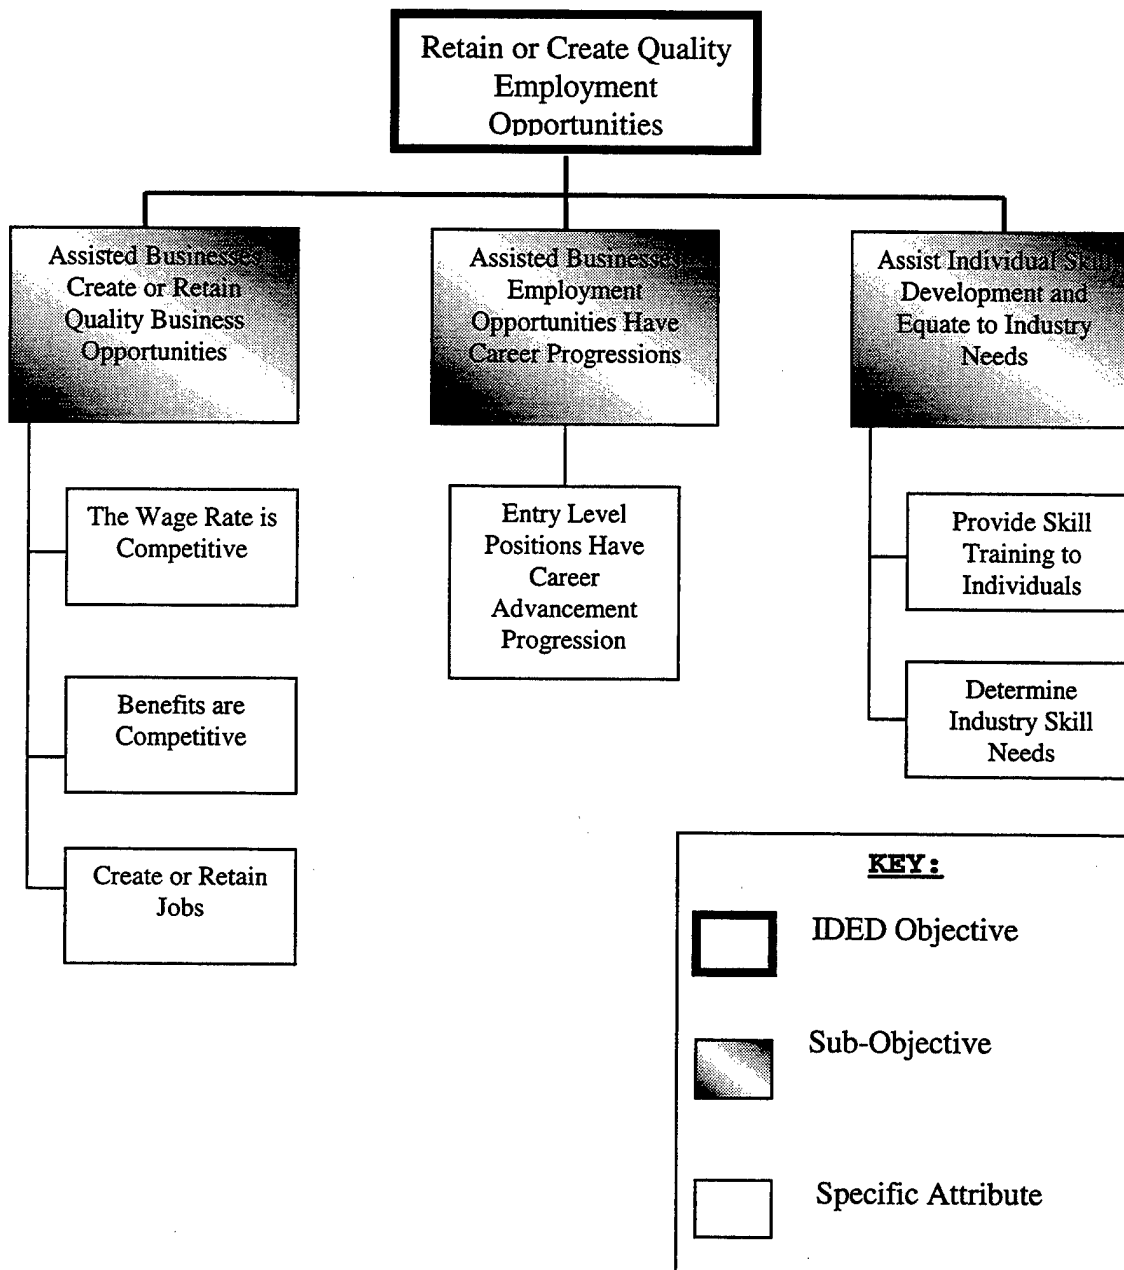 Retain or Create Quality
Employment
Opportunities
Assisted Businesses
Create or Retain
Quality Business
Opportunities
Assisted Businesses
Employment
Opportunities Have
Career Progressions
Assist Individual Skill
Development and
Equate to Industry
Needs
The Wage Rate is
Competitive
Benefits are
Competitive
Create or Retain
Jobs
Entry Level
Positions Have
Career
Advancement
Progression
Provide Skill
Training to
Individuals
Determine
Industry Skill
Needs
KEY:
IDED Objective
Sub-Objective
Specific Attribute